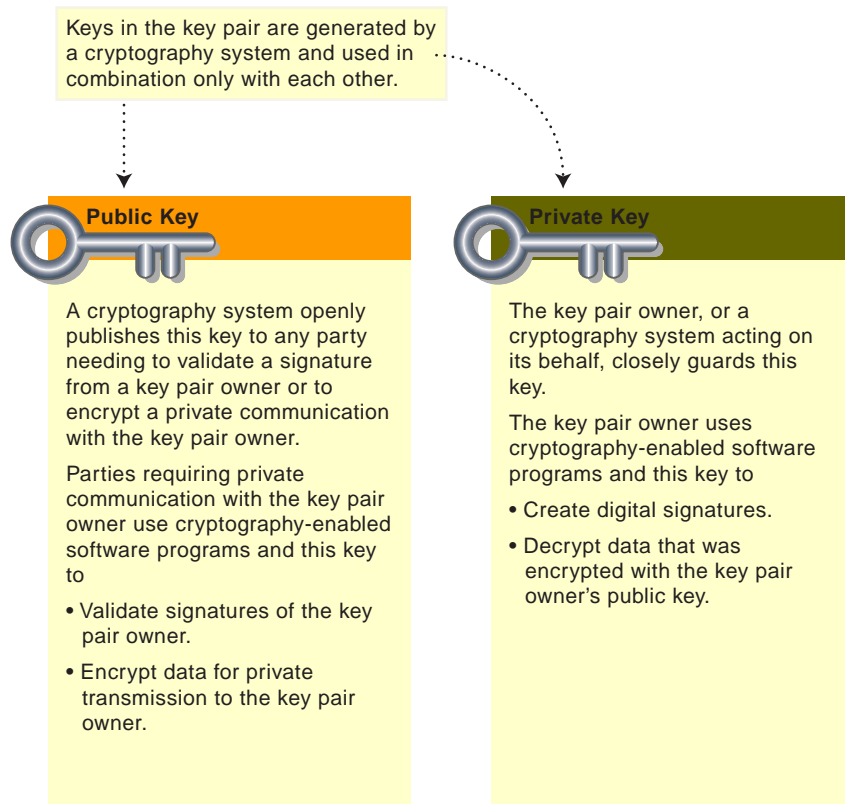 Keys in the key pair are generated by
a cryptography system and used in
combination only with each other.
Public Key
A cryptography system openly
publishes this key to any party
needing to validate a signature
from a key pair owner or to
encrypt a private communication
with the key pair owner.
Parties requiring private
communication with the key pair
owner use cryptography-enabled
software programs and this key
to
• Validate signatures of the key
pair owner.
• Encrypt data for private
transmission to the key pair
owner.
Private Key
The key pair owner, or a
cryptography system acting on
its behalf, closely guards this
key.
The key pair owner uses
cryptography-enabled software
programs and this key to
• Create digital signatures.
• Decrypt data that was
encrypted with the key pair
owner’s public key.